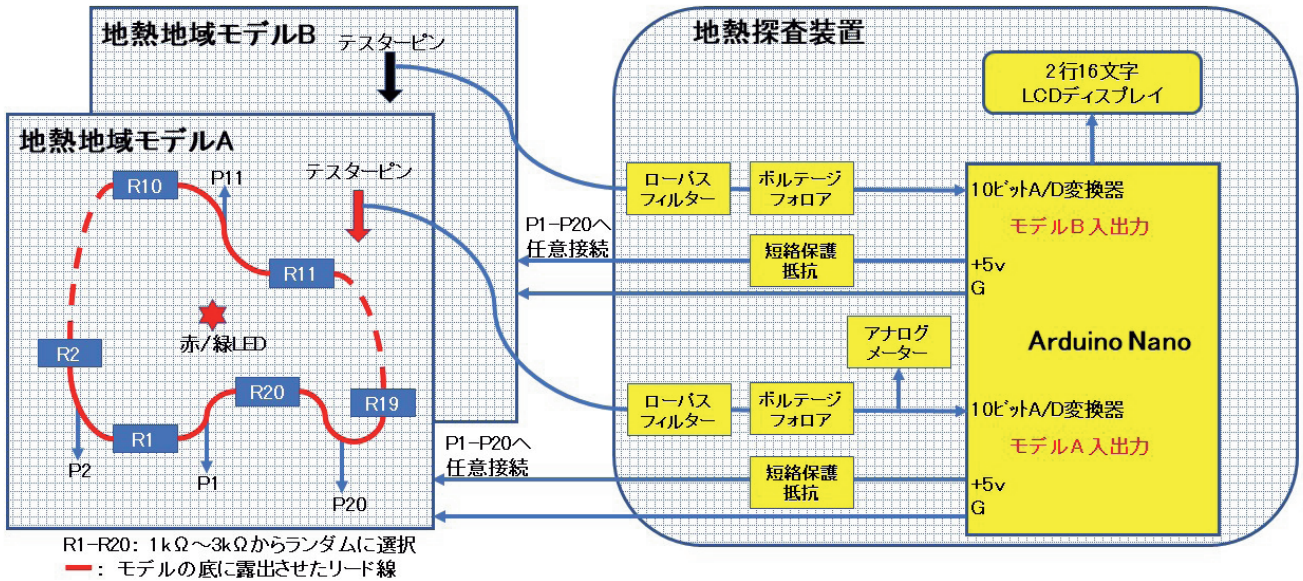 地熱地域モデルB
テスターピン
地熱地域モデルA
テスターピン
R10
P11
R11
赤/緑LED
R2
R20
R19
R1
P2
P1
P20
R1-R20: 1kΩ～3kΩからランダムに選択
: モデルの底に露出させたリード線
P1-P20へ
任意接続
P1-P20へ
任意接続
地熱探査装置
2行16文字
LCDディスプレイ
ローパス
フィルター
ボルテージ
フォロア
10ビットA/D変換器
モデルB 入出力
短絡保護
抵抗
+5v
G
アナログ
メーター
Arduino Nano
ローパス
フィルター
ボルテージ
フォロア
10ビットA/D変換器
モデルA 入出力
短絡保護
抵抗
+5v
G